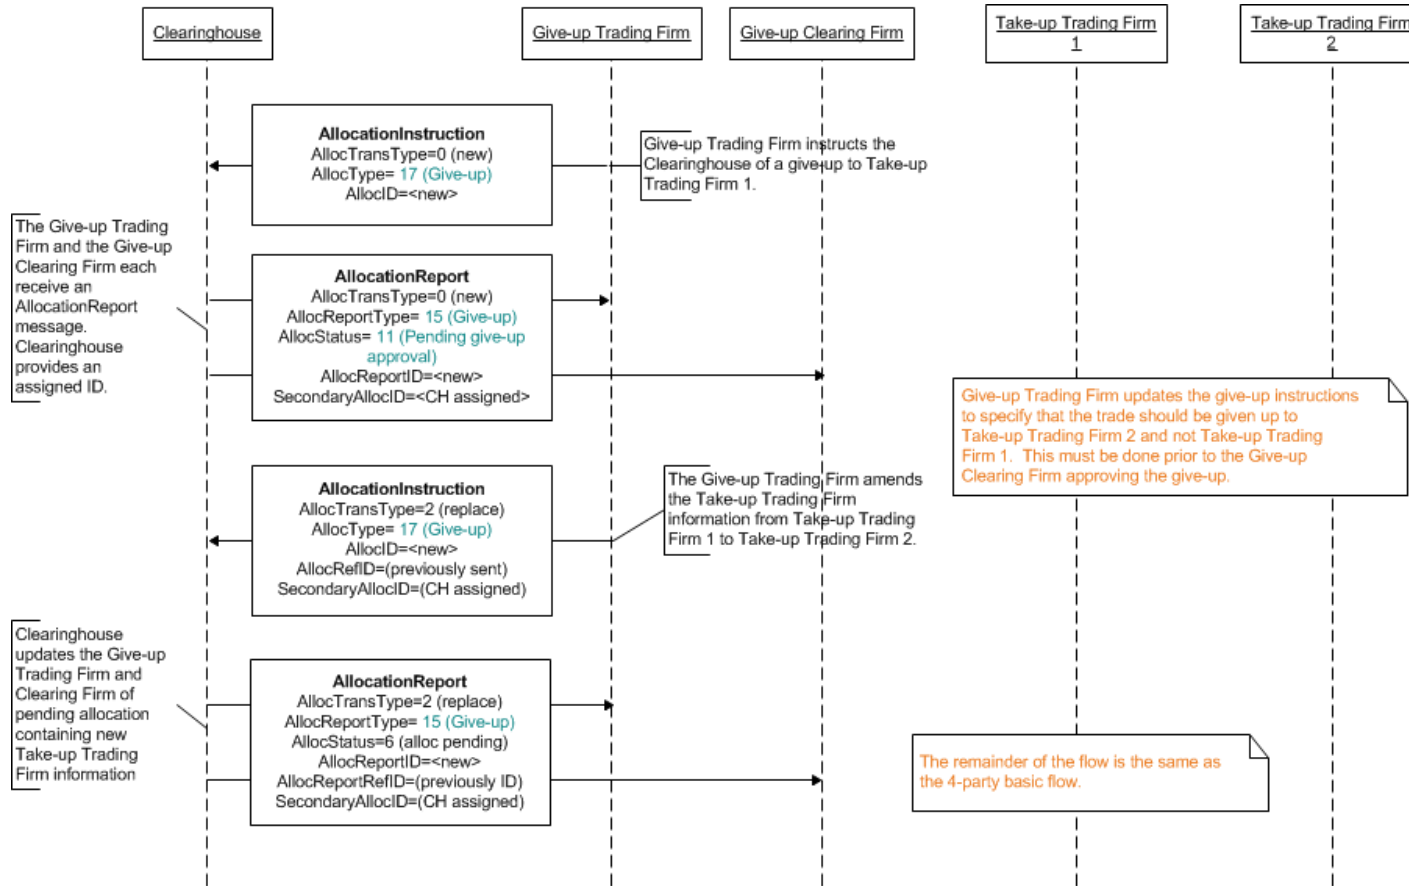 Clearinghouse
Give-up Trading Firm
Give-up Clearing Firm
Take-up Trading Firm
1
Take-up Trading Firm
2
AllocationInstruction
AllocTransType=0 (new)
AllocType= 17 (Give-up)
AllocID=<new>
Give-up Trading Firm instructs the
Clearinghouse of a give-up to Take-up
Trading Firm 1.
The Give-up Trading
Firm and the Give-up
Clearing Firm each
receive an
AllocationReport
message.
Clearinghouse
provides an
assigned ID.
AllocationReport
AllocTransType=0 (new)
AllocReportType= 15 (Give-up)
AllocStatus= 11 (Pending give-up
approval)
AllocReportID=<new>
SecondaryAllocID=<CH assigned>
Give-up Trading Firm updates the give-up instructions
to specify that the trade should be given up to
Take-up Trading Firm 2 and not Take-up Trading
Firm 1. This must be done prior to the Give-up
Clearing Firm approving the give-up.
AllocationInstruction
AllocTransType=2 (replace)
AllocType= 17 (Give-up)
AllocID=<new>
AllocRefID=(previously sent)
SecondaryAllocID=(CH assigned)
The Give-up Trading Firm amends
the Take-up Trading Firm
information from Take-up Trading
Firm 1 to Take-up Trading Firm 2.
Clearinghouse
updates the Give-up
Trading Firm and
Clearing Firm of
pending allocation
containing new
Take-up Trading
Firm information
AllocationReport
AllocTransType=2 (replace)
AllocReportType= 15 (Give-up)
AllocStatus=6 (alloc pending)
AllocReportID=<new>
AllocReportRefID=(previously ID)
SecondaryAllocID=(CH assigned)
The remainder of the flow is the same as
the 4-party basic flow.